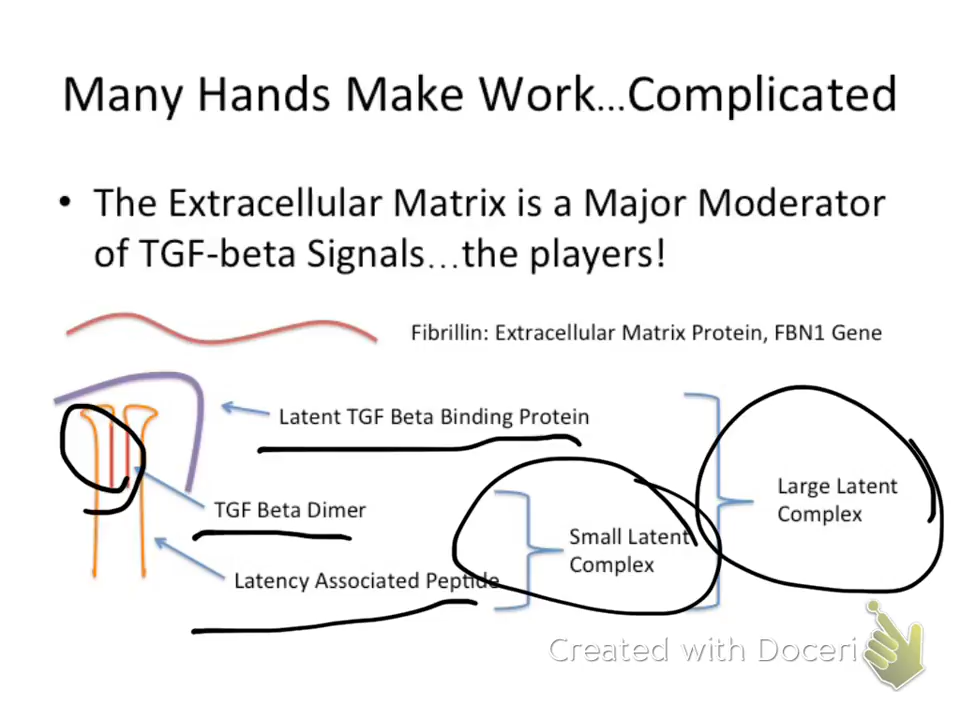 Many Hands Make Work...Complicated
• The Extracellular Matrix is a Major Moderator
of TGF-beta Signals...the players!
Fibrillin: Extracellular Matrix Protein, FBN1 Gene
Latent TGF Beta Binding Protein
TGF Beta Dimer
Latency Associated Peptide
Small Latent
Complex
Large Latent
Complex
Created with Doceri